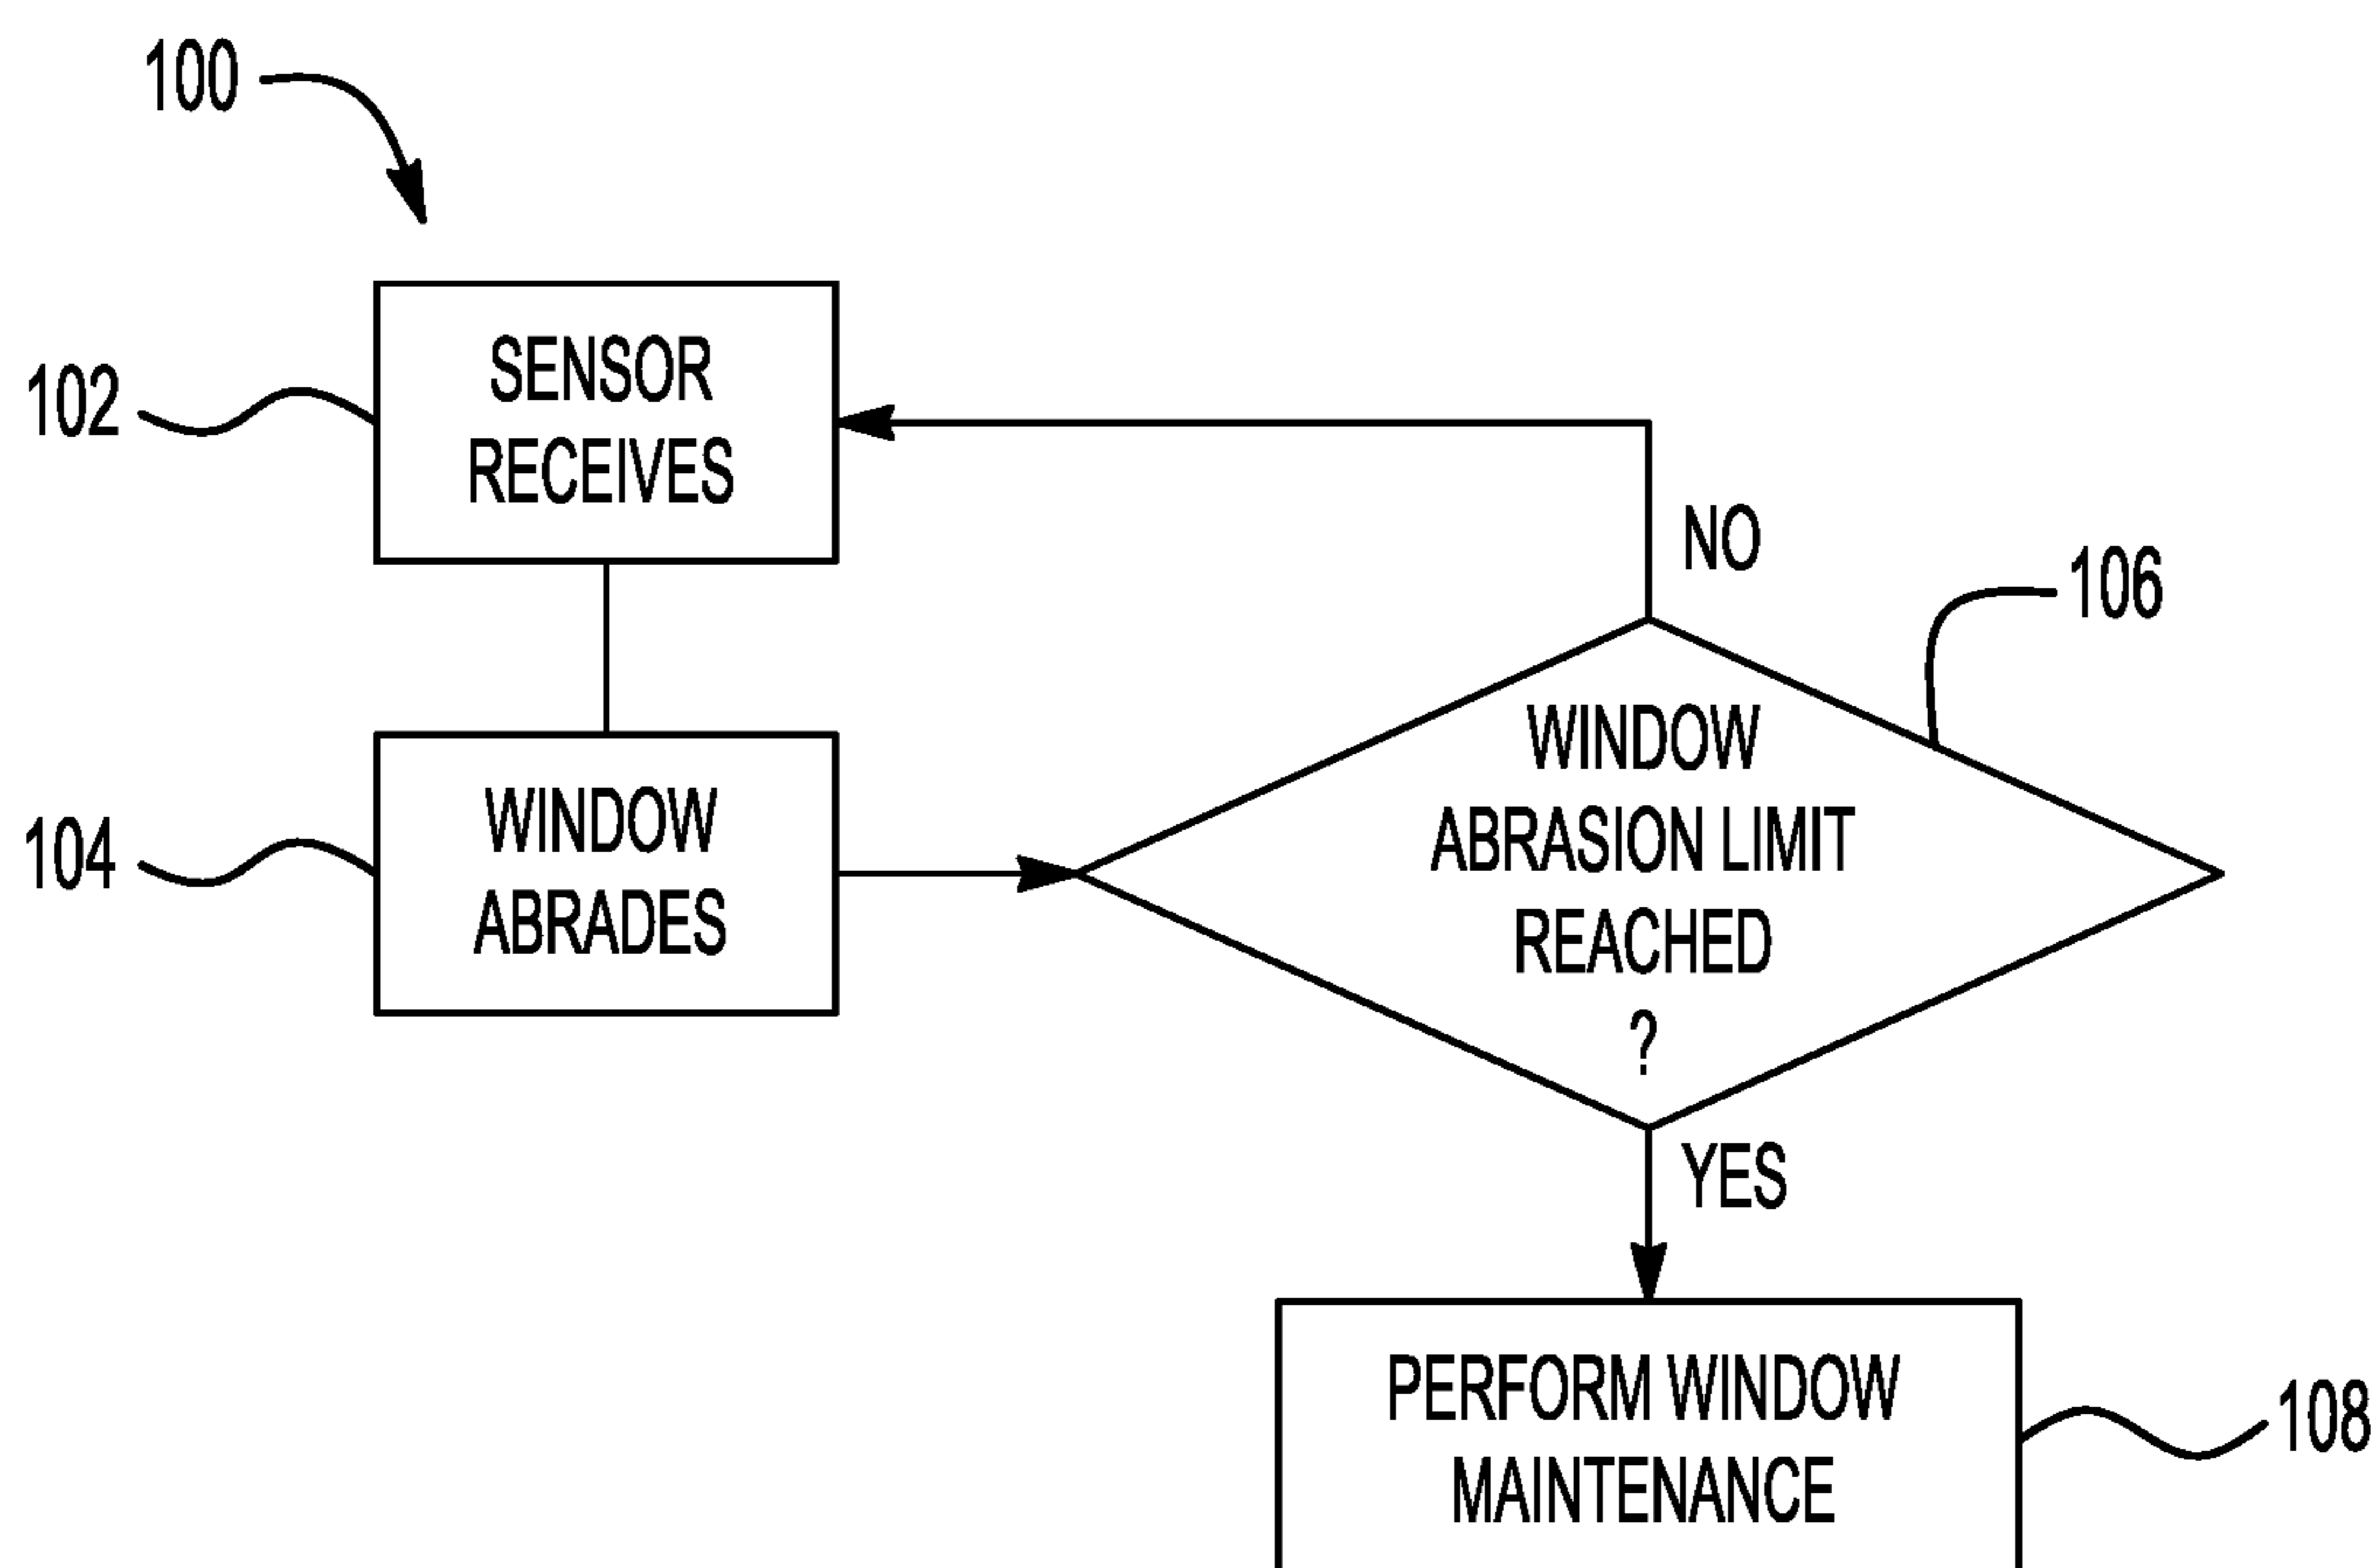 100
102
SENSOR
RECEIVES
NO
106
104
WINDOW
ABRADES
WINDOW
ABRASION LIMIT
REACHED
?
YES
PERFORM WINDOW
MAINTENANCE
108